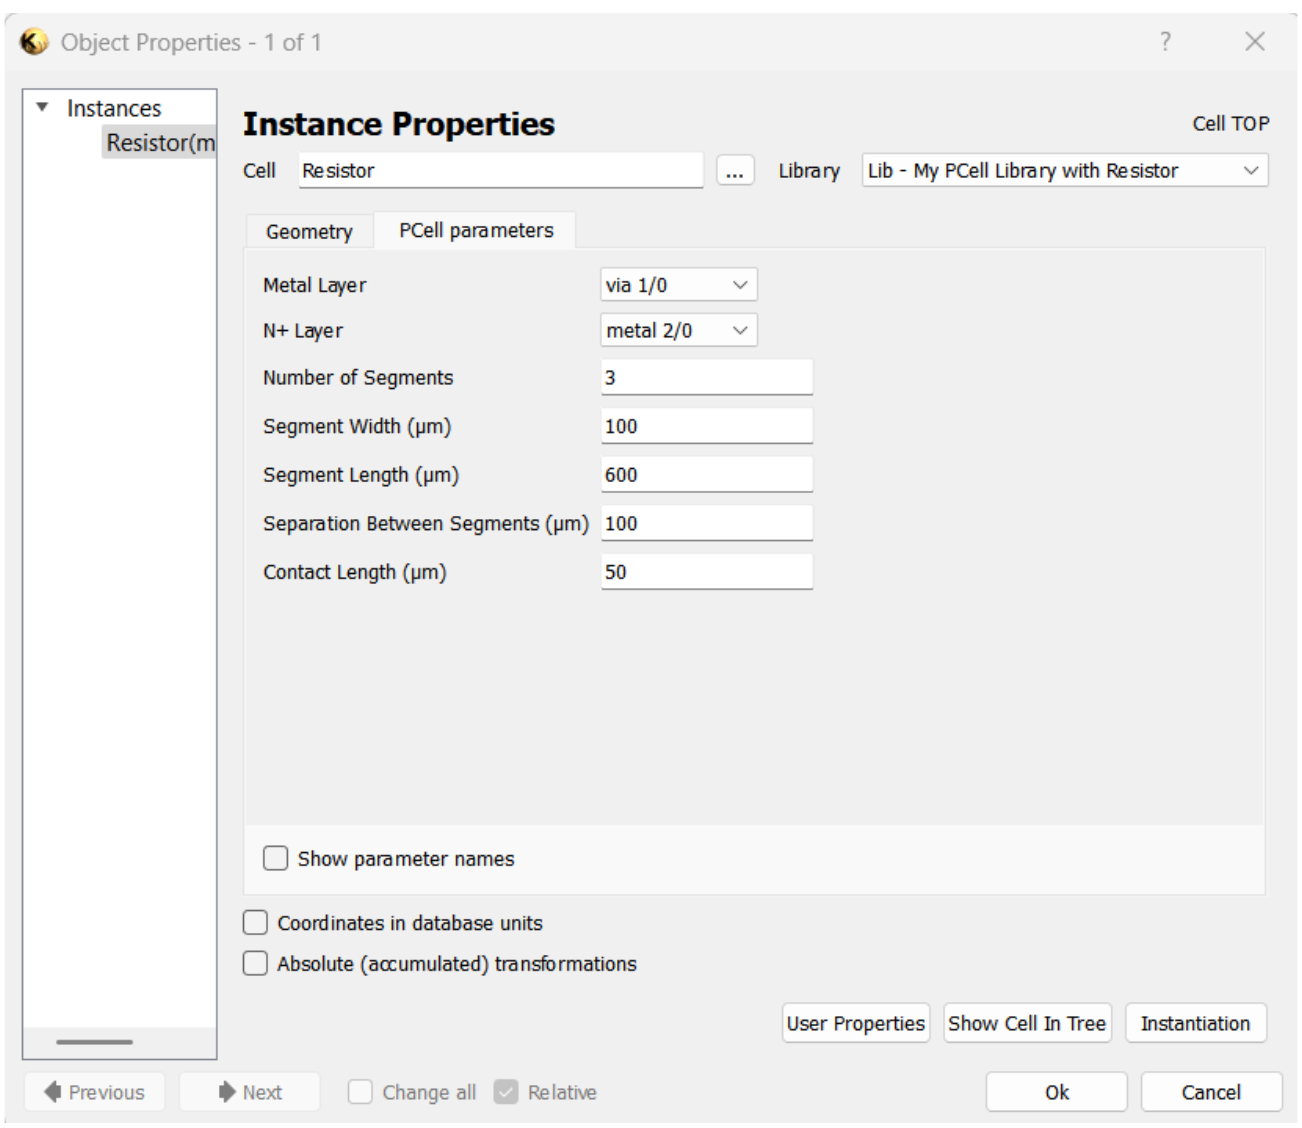 Object Properties - 1 of 1 ?
Instances
Resistor(m
Instance Properties Cell TOP
Cell Resistor ... Library Lib - My PCell Library with Resistor
Geometry PCell parameters
Metal Layer via 1/0
N+ Layer metal 2/0
Number of Segments 3
Segment Width (µm) 100
Segment Length (µm) 600
Separation Between Segments (µm) 100
Contact Length (µm) 50
Show parameter names
Coordinates in database units
Absolute (accumulated) transformations
User Properties Show Cell In Tree Instantiation
Previous Next Change all Relative Ok Cancel